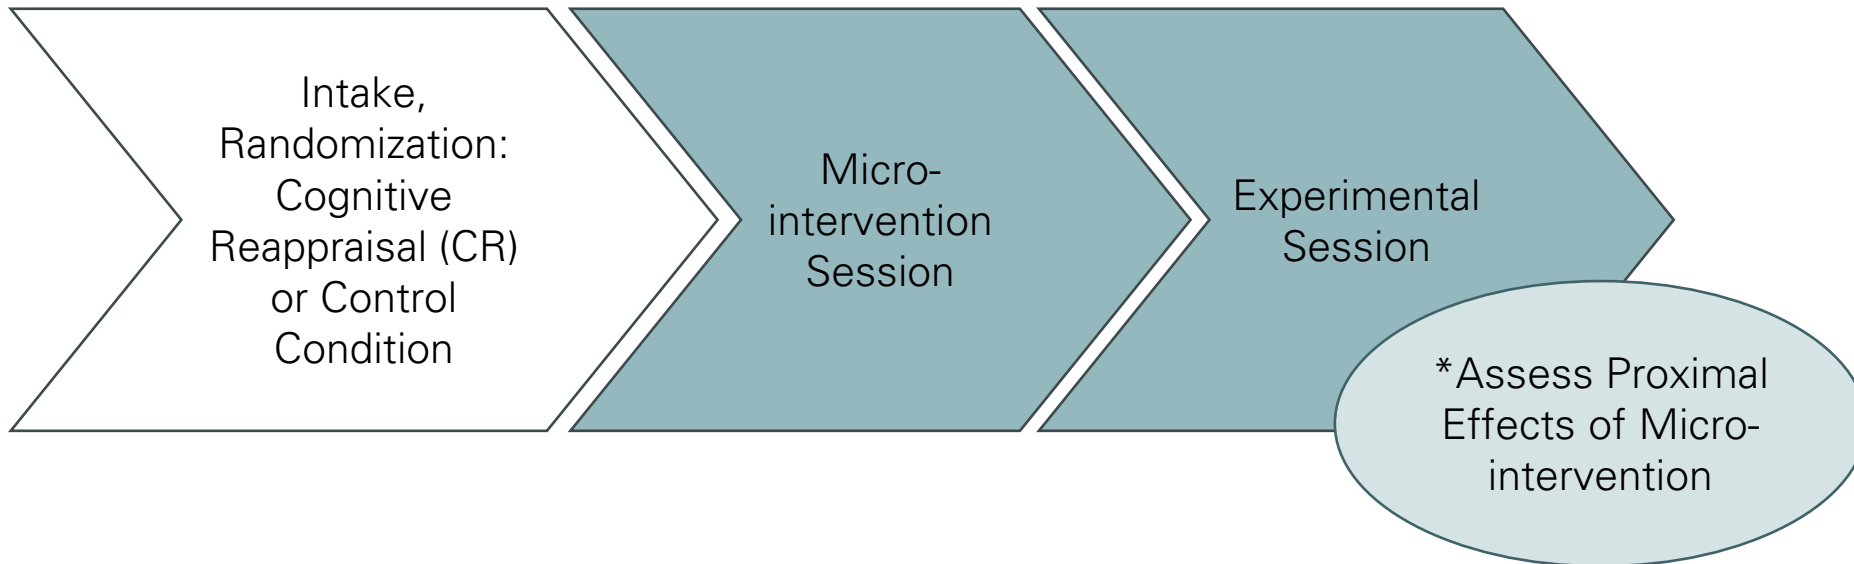 Intake,
Randomization:
Cognitive
Reappraisal (CR)
or Control
Condition
Micro-
intervention
Session
Experimental
Session
*Assess Proximal
Effects of Micro-
intervention